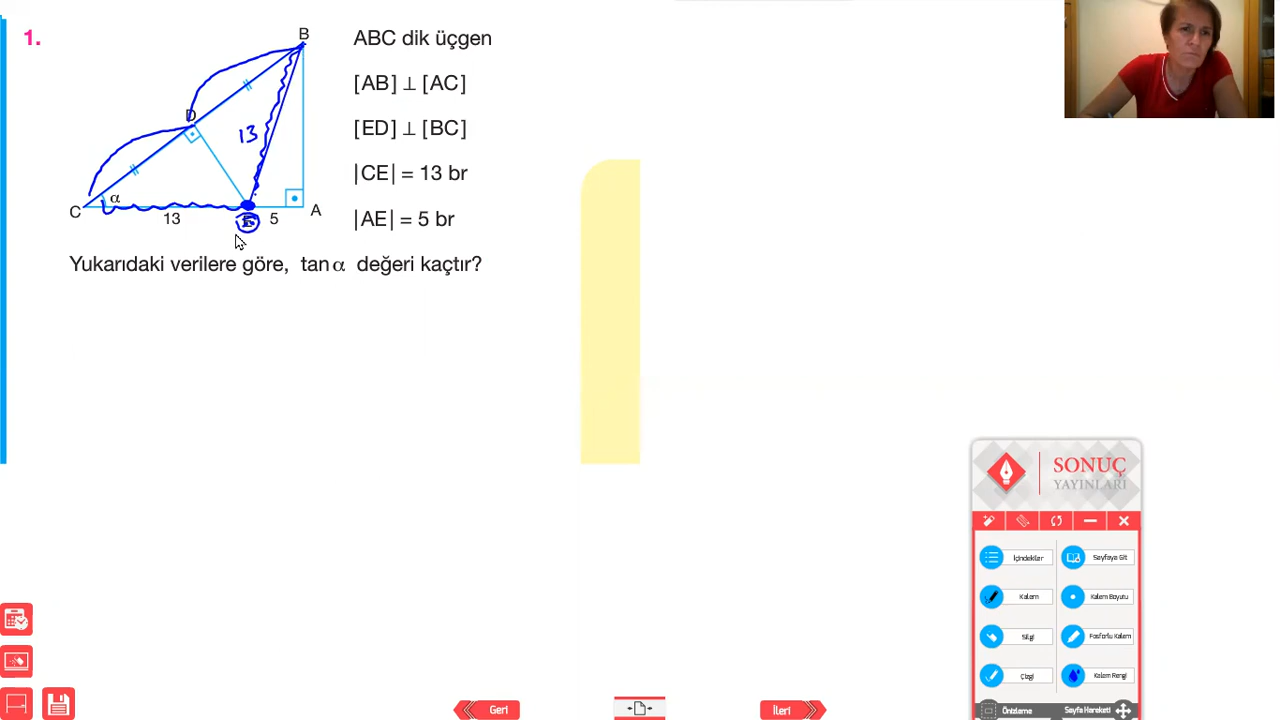 1.
B
ABC dik üçgen
[AB] ⊥ [AC]
D
13
[ED] ⊥ [BC]
|CE| = 13 br
α
C
13
5
A
|AE| = 5 br
Yukarıdaki verilere göre, tan α değeri kaçtır?
SONUÇ
YAYINLARI
İçindekiler
Sayfaya Git
Kalem
Kalem Boyutu
Silgi
Fosforlu Kalem
Çizgi
Kalem Rengi
Önizleme
Sayfa Hareketi
Geri
İleri